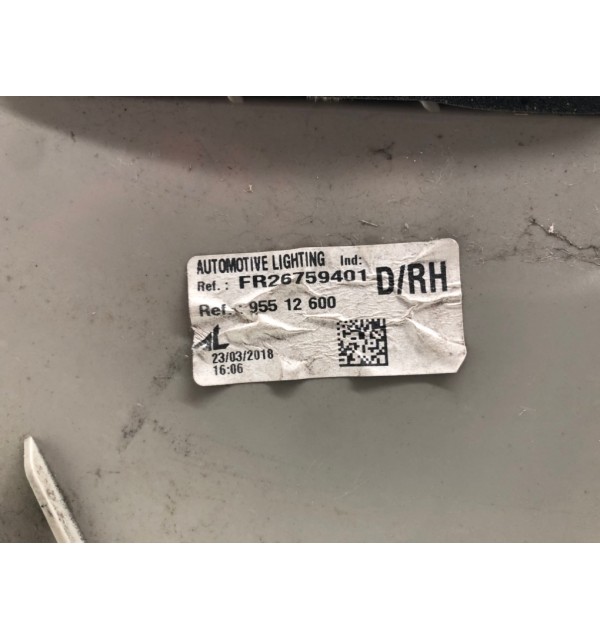 AUTOMOTIVE LIGHTING Ind:
Ref. : FR26759401 D/RH
Ref. : 955 12 600
AL
23/03/2018
16:06